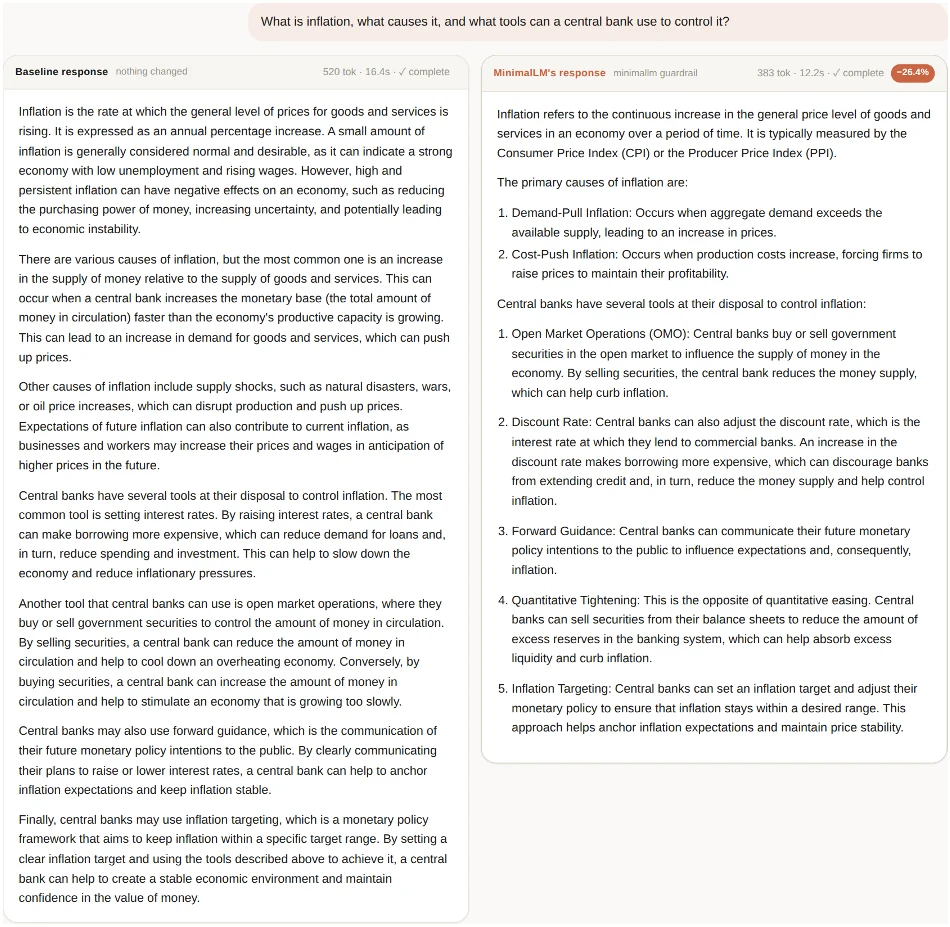 What is inflation, what causes it, and what tools can a central bank use to control it?
Baseline response nothing changed 520 tok · 16.4s · ✓ complete
Inflation is the rate at which the general level of prices for goods and services is
rising. It is expressed as an annual percentage increase. A small amount of
inflation is generally considered normal and desirable, as it can indicate a strong
economy with low unemployment and rising wages. However, high and
persistent inflation can have negative effects on an economy, such as reducing
the purchasing power of money, increasing uncertainty, and potentially leading
to economic instability.
There are various causes of inflation, but the most common one is an increase
in the supply of money relative to the supply of goods and services. This can
occur when a central bank increases the monetary base (the total amount of
money in circulation) faster than the economy's productive capacity is growing.
This can lead to an increase in demand for goods and services, which can push
up prices.
Other causes of inflation include supply shocks, such as natural disasters, wars,
or oil price increases, which can disrupt production and push up prices.
Expectations of future inflation can also contribute to current inflation, as
businesses and workers may increase their prices and wages in anticipation of
higher prices in the future.
Central banks have several tools at their disposal to control inflation. The most
common tool is setting interest rates. By raising interest rates, a central bank
can make borrowing more expensive, which can reduce demand for loans and,
in turn, reduce spending and investment. This can help to slow down the
economy and reduce inflationary pressures.
Another tool that central banks can use is open market operations, where they
buy or sell government securities to control the amount of money in circulation.
By selling securities, a central bank can reduce the amount of money in
circulation and help to cool down an overheating economy. Conversely, by
buying securities, a central bank can increase the amount of money in
circulation and help to stimulate an economy that is growing too slowly.
Central banks may also use forward guidance, which is the communication of
their future monetary policy intentions to the public. By clearly communicating
their plans to raise or lower interest rates, a central bank can help to anchor
inflation expectations and keep inflation stable.
Finally, central banks may use inflation targeting, which is a monetary policy
framework that aims to keep inflation within a specific target range. By setting a
clear inflation target and using the tools described above to achieve it, a central
bank can help to create a stable economic environment and maintain
confidence in the value of money.
MinimalLM's response minimallm guardrail 383 tok · 12.2s · ✓ complete −26.4%
Inflation refers to the continuous increase in the general price level of goods and
services in an economy over a period of time. It is typically measured by the
Consumer Price Index (CPI) or the Producer Price Index (PPI).
The primary causes of inflation are:
1. Demand-Pull Inflation: Occurs when aggregate demand exceeds the
available supply, leading to an increase in prices.
2. Cost-Push Inflation: Occurs when production costs increase, forcing firms to
raise prices to maintain their profitability.
Central banks have several tools at their disposal to control inflation:
1. Open Market Operations (OMO): Central banks buy or sell government
securities in the open market to influence the supply of money in the
economy. By selling securities, the central bank reduces the money supply,
which can help curb inflation.
2. Discount Rate: Central banks can also adjust the discount rate, which is the
interest rate at which they lend to commercial banks. An increase in the
discount rate makes borrowing more expensive, which can discourage banks
from extending credit and, in turn, reduce the money supply and help control
inflation.
3. Forward Guidance: Central banks can communicate their future monetary
policy intentions to the public to influence expectations and, consequently,
inflation.
4. Quantitative Tightening: This is the opposite of quantitative easing. Central
banks can sell securities from their balance sheets to reduce the amount of
excess reserves in the banking system, which can help absorb excess
liquidity and curb inflation.
5. Inflation Targeting: Central banks can set an inflation target and adjust their
monetary policy to ensure that inflation stays within a desired range. This
approach helps anchor inflation expectations and maintain price stability.